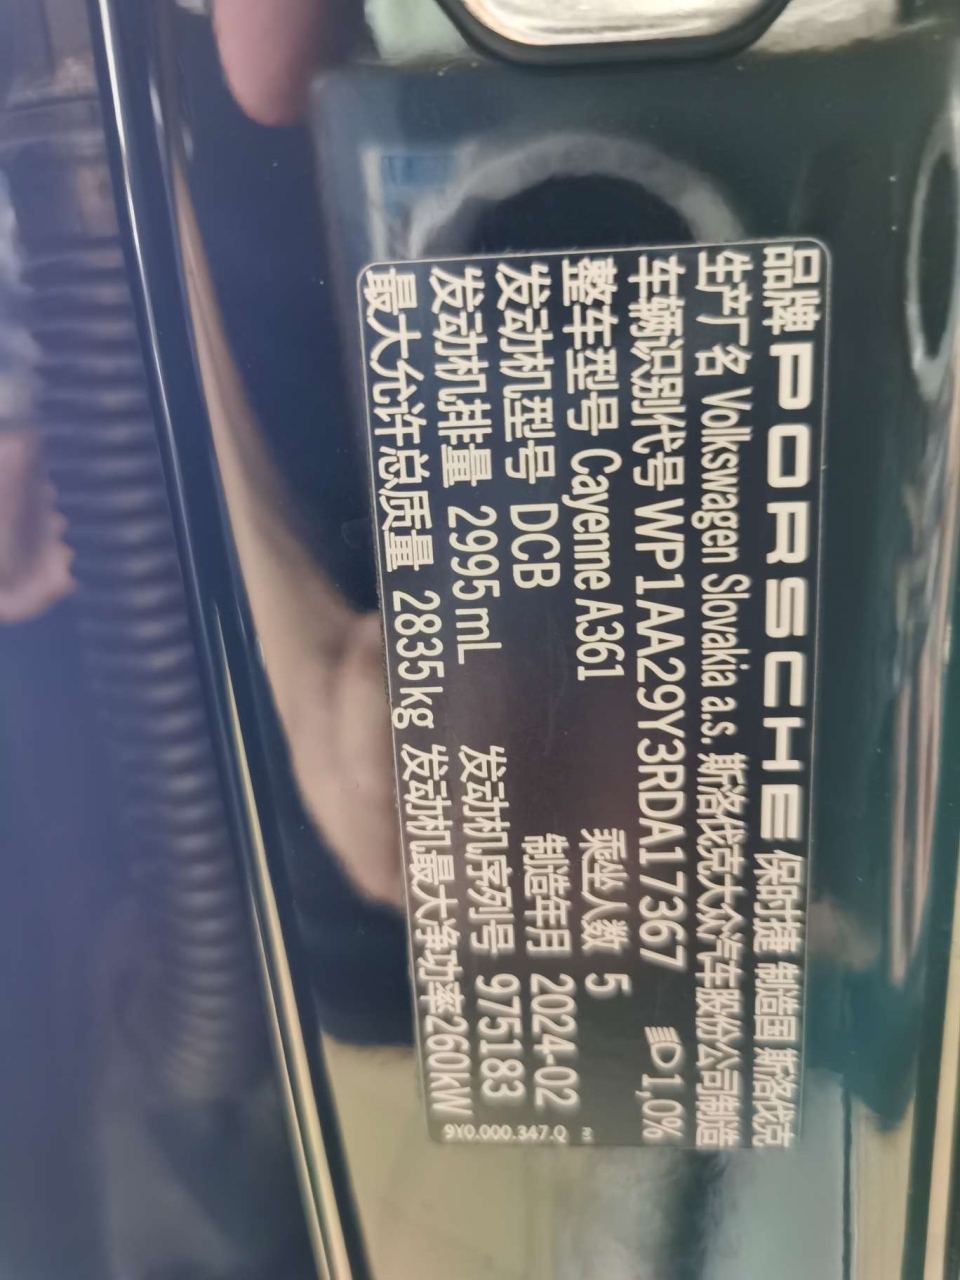 品牌 PORSCHE 保时捷 制造国 斯洛伐克
生产厂名 Volkswagen Slovakia a.s. 斯洛伐克大众汽车股份公司制造
车辆识别代号 WP1AA29Y3RDA17367 1,0%
整车型号 Cayenne A361 乘坐人数 5
发动机型号 DCB 制造年月 2024-02
发动机排量 2995mL 发动机序列号 975183
最大允许总质量 2835kg 发动机最大净功率260kW
9Y0.000.347.Q